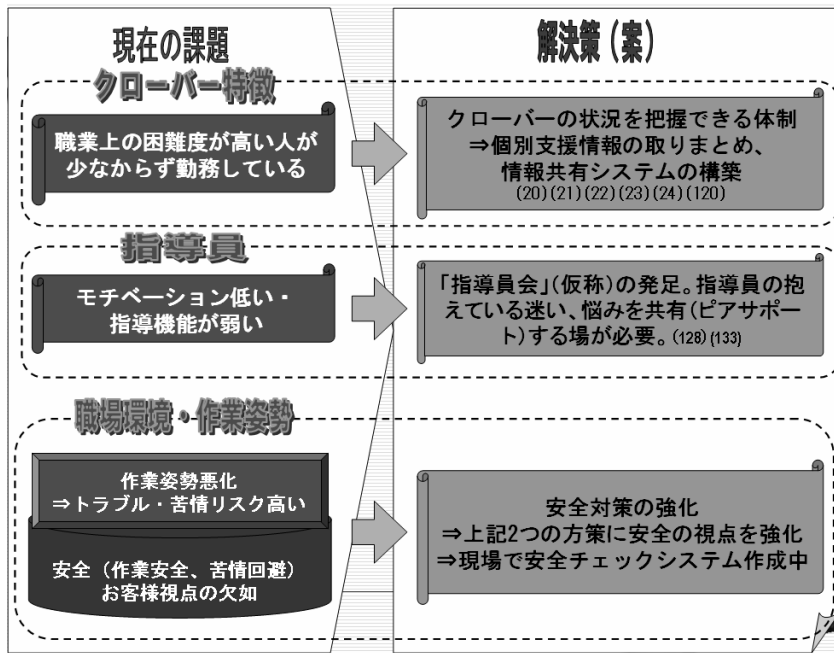 現在の課題
解決策（案）
クローバー特徴
職業上の困難度が高い人が
少なからず勤務している
クローバーの状況を把握できる体制
⇒個別支援情報の取りまとめ、
情報共有システムの構築
(20)(21)(22)(23)(24)(120)
指導員
モチベーション低い・
指導機能が弱い
「指導員会」(仮称)の発足。指導員の抱
えている迷い、悩みを共有(ピアサポー
ト)する場が必要。(128)(133)
職場環境・作業姿勢
作業姿勢悪化
⇒トラブル・苦情リスク高い
安全（作業安全、苦情回避）
お客様視点の欠如
安全対策の強化
⇒上記2つの方策に安全の視点を強化
⇒現場で安全チェックシステム作成中